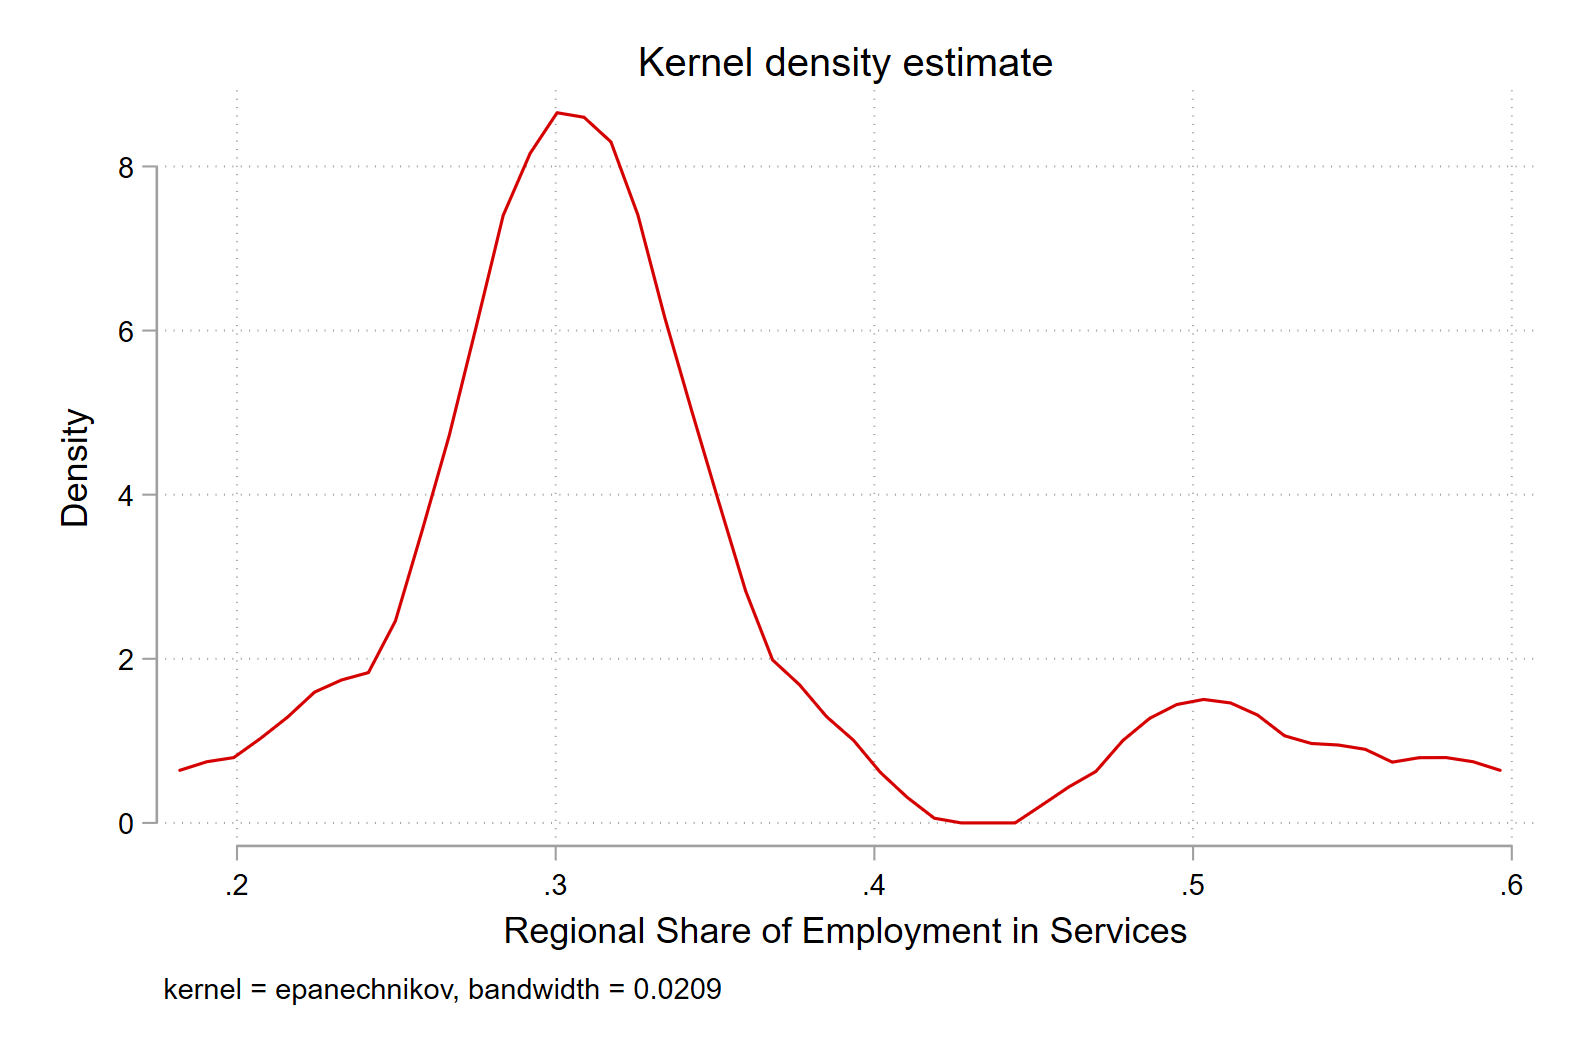 Kernel density estimate
8
6
4
2
0
Density
.2 .3 .4 .5 .6
Regional Share of Employment in Services
kernel = epanechnikov, bandwidth = 0.0209